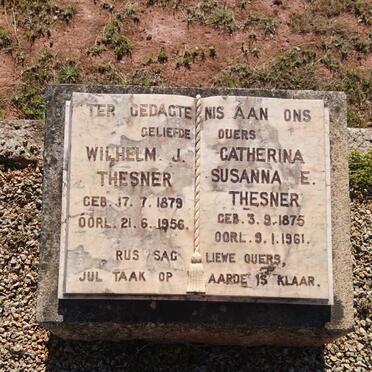 TER GEDAGTENIS AAN ONS
GELIEFDE OUERS
WILHELM J.
THESNER
GEB. 17. 7. 1879
OORL. 21. 6. 1956.
CATHERINA
SUSANNA E.
THESNER
GEB. 3. 9. 1875
OORL. 9. 1. 1961.
RUS SAG LIEWE OUERS,
JUL TAAK OP AARDE IS KLAAR.